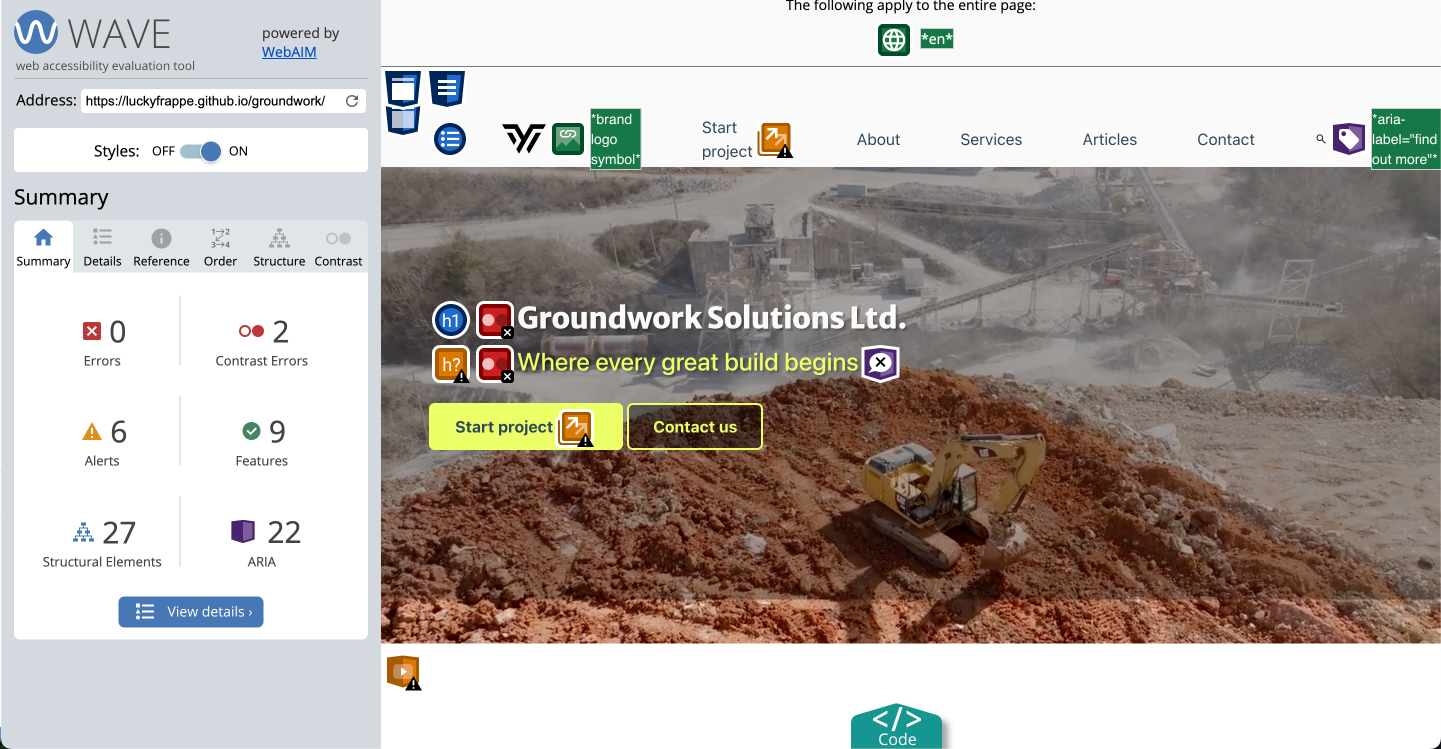 WAVE
powered by
WebAIM
web accessibility evaluation tool
Address: https://luckyfrappe.github.io/groundwork/
Styles: OFF ON
Summary
1→2
3→4
Summary Details Reference Order Structure Contrast
0
Errors
2
Contrast Errors
6
Alerts
9
Features
27
Structural Elements
22
ARIA
View details ›
The following apply to the entire page:
*en*
*brand
logo
symbol*
Start
project
About
Services
Articles
Contact
*aria-
label="find
out more"*
h1
Groundwork Solutions Ltd.
h?
Where every great build begins
Start project
Contact us
</>
Code